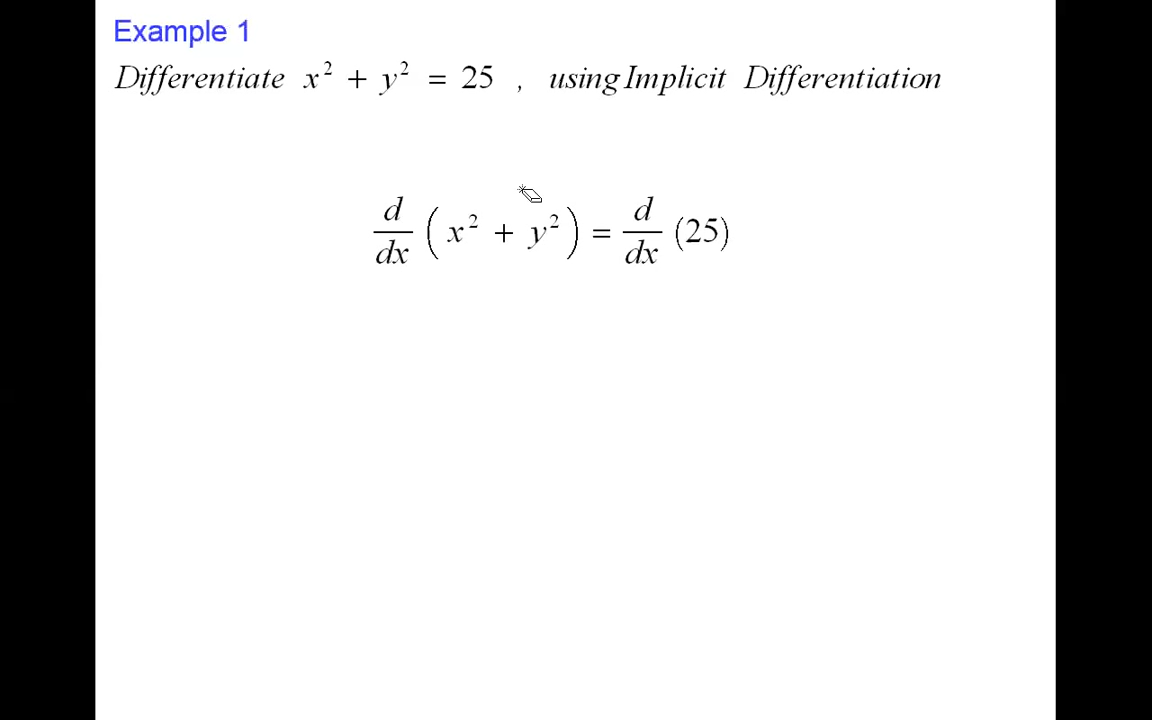 Example 1
Differentiate x² + y² = 25 , using Implicit Differentiation
d/dx (x² + y²) = d/dx (25)